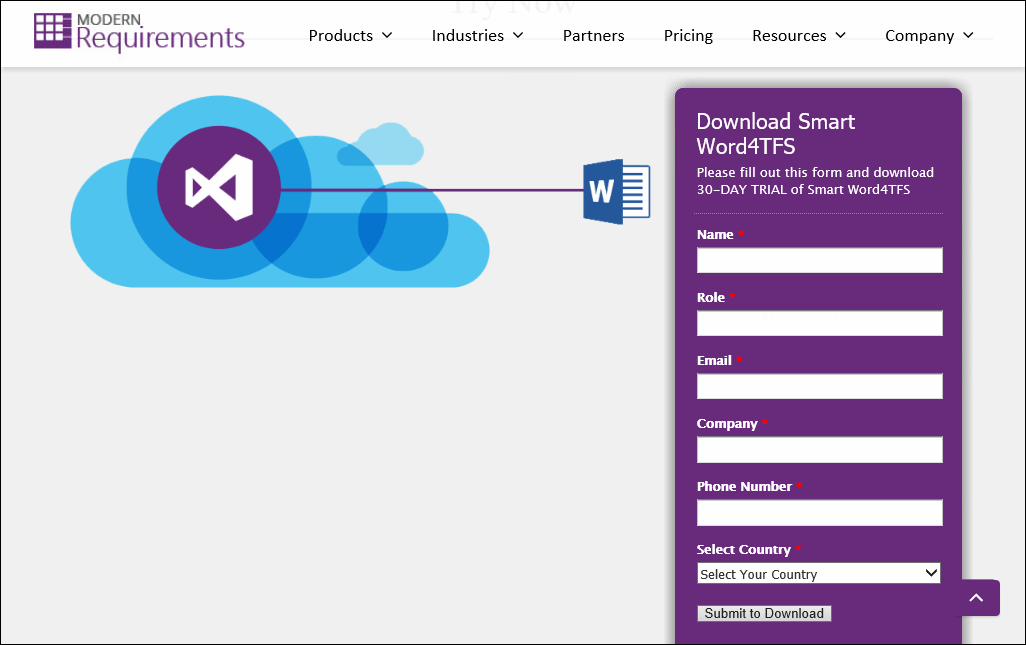 Try Now
MODERN
Requirements
Products
Industries
Partners
Pricing
Resources
Company
Download Smart
Word4TFS
Please fill out this form and download
30-DAY TRIAL of Smart Word4TFS
Name *
Role *
Email *
Company *
Phone Number *
Select Country *
Select Your Country
Submit to Download
W